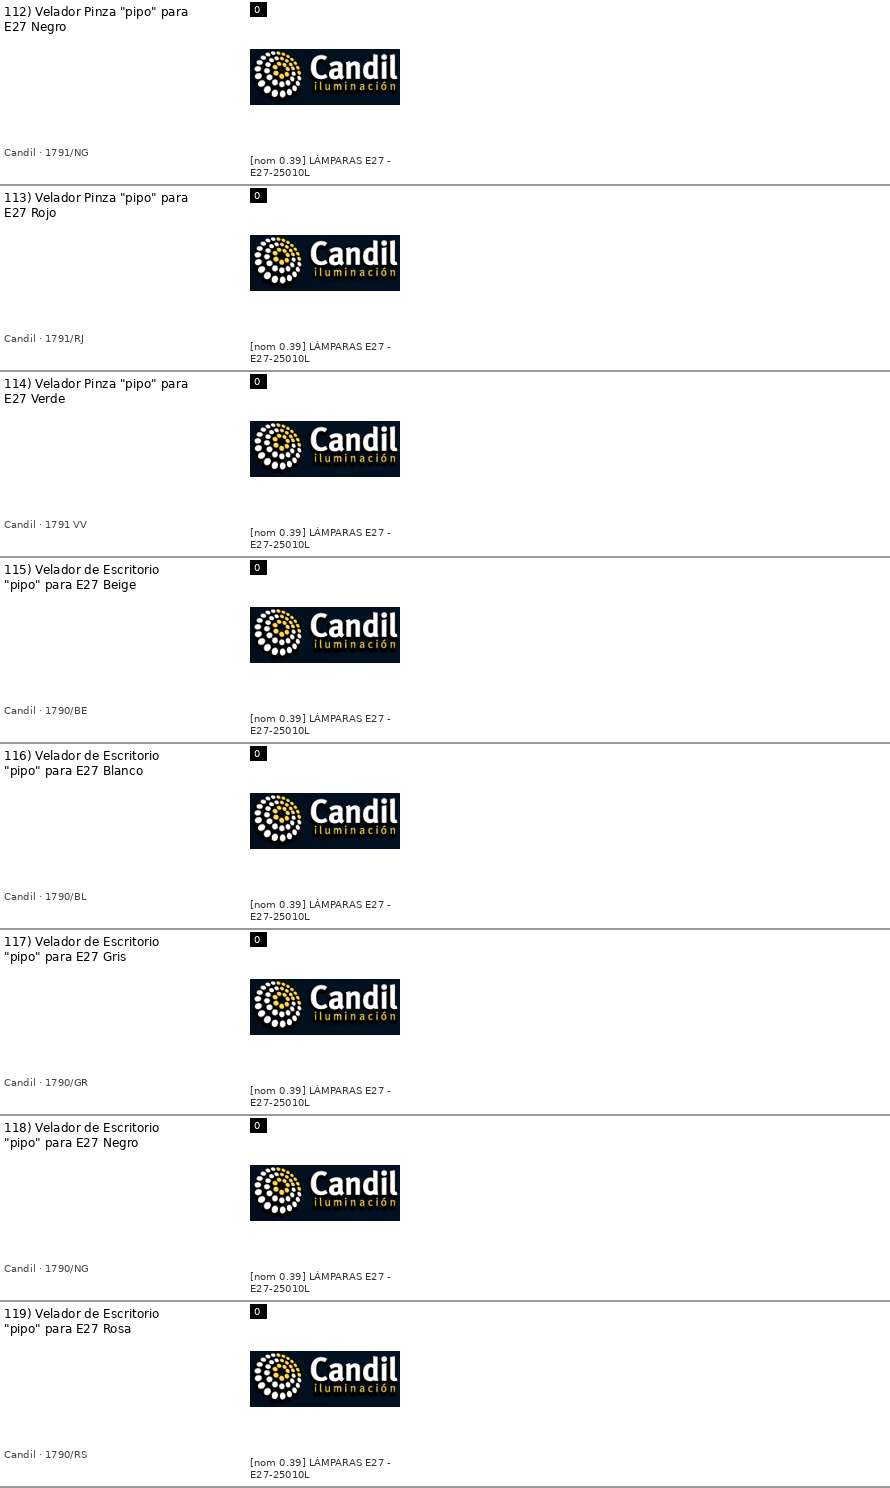 112) Velador Pinza "pipo" para
E27 Negro
0
Candil
iluminación
Candil · 1791/NG
[nom 0.39] LÁMPARAS E27 -
E27-25010L
113) Velador Pinza "pipo" para
E27 Rojo
0
Candil
iluminación
Candil · 1791/RJ
[nom 0.39] LÁMPARAS E27 -
E27-25010L
114) Velador Pinza "pipo" para
E27 Verde
0
Candil
iluminación
Candil · 1791 VV
[nom 0.39] LÁMPARAS E27 -
E27-25010L
115) Velador de Escritorio
"pipo" para E27 Beige
0
Candil
iluminación
Candil · 1790/BE
[nom 0.39] LÁMPARAS E27 -
E27-25010L
116) Velador de Escritorio
"pipo" para E27 Blanco
0
Candil
iluminación
Candil · 1790/BL
[nom 0.39] LÁMPARAS E27 -
E27-25010L
117) Velador de Escritorio
"pipo" para E27 Gris
0
Candil
iluminación
Candil · 1790/GR
[nom 0.39] LÁMPARAS E27 -
E27-25010L
118) Velador de Escritorio
"pipo" para E27 Negro
0
Candil
iluminación
Candil · 1790/NG
[nom 0.39] LÁMPARAS E27 -
E27-25010L
119) Velador de Escritorio
"pipo" para E27 Rosa
0
Candil
iluminación
Candil · 1790/RS
[nom 0.39] LÁMPARAS E27 -
E27-25010L